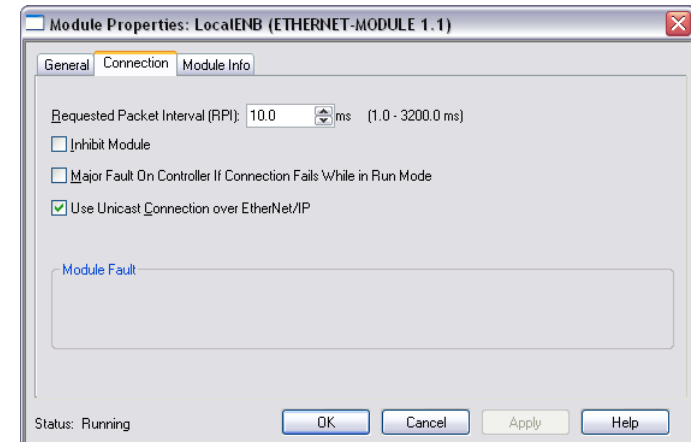 Module Properties: LocalENB (ETHERNET-MODULE 1.1)
General Connection Module Info
Requested Packet Interval (RPI): 10.0 ms (1.0 - 3200.0 ms)
Inhibit Module
Major Fault On Controller If Connection Fails While in Run Mode
Use Unicast Connection over EtherNet/IP
Module Fault
Status: Running OK Cancel Apply Help